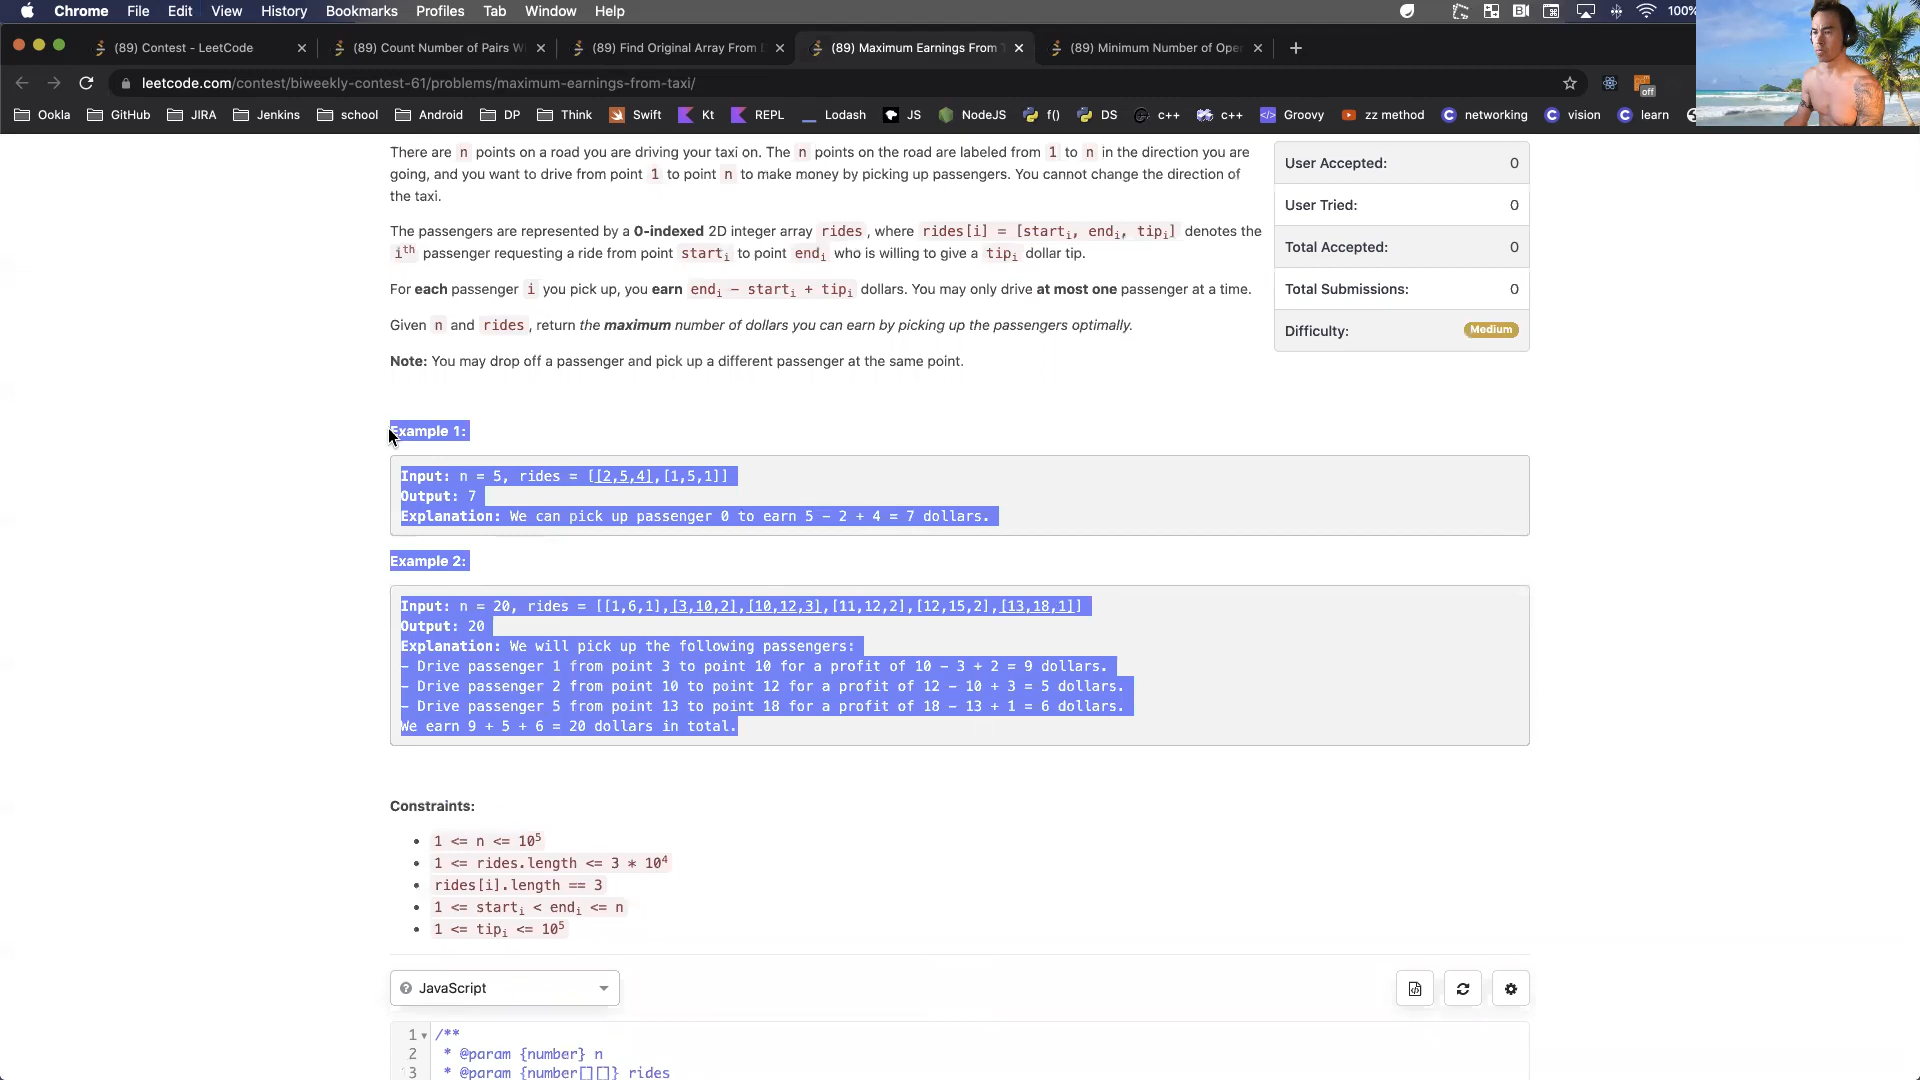 Chrome File Edit View History Bookmarks Profiles Tab Window Help 100%
(89) Contest - LeetCode (89) Count Number of Pairs W (89) Find Original Array From D (89) Maximum Earnings From T (89) Minimum Number of Oper
leetcode.com/contest/biweekly-contest-61/problems/maximum-earnings-from-taxi/
off
Ookla GitHub JIRA Jenkins school Android DP Think Swift Kt REPL Lodash JS NodeJS f() DS c++ c++ Groovy zz method networking vision learn
There are n points on a road you are driving your taxi on. The n points on the road are labeled from 1 to n in the direction you are
going, and you want to drive from point 1 to point n to make money by picking up passengers. You cannot change the direction of
the taxi.
The passengers are represented by a 0-indexed 2D integer array rides , where rides[i] = [starti, endi, tipi] denotes the
ith passenger requesting a ride from point starti to point endi who is willing to give a tipi dollar tip.
For each passenger i you pick up, you earn endi - starti + tipi dollars. You may only drive at most one passenger at a time.
Given n and rides , return the maximum number of dollars you can earn by picking up the passengers optimally.
Note: You may drop off a passenger and pick up a different passenger at the same point.
User Accepted: 0
User Tried: 0
Total Accepted: 0
Total Submissions: 0
Difficulty: Medium
Example 1:
Input: n = 5, rides = [[2,5,4],[1,5,1]]
Output: 7
Explanation: We can pick up passenger 0 to earn 5 - 2 + 4 = 7 dollars.
Example 2:
Input: n = 20, rides = [[1,6,1],[3,10,2],[10,12,3],[11,12,2],[12,15,2],[13,18,1]]
Output: 20
Explanation: We will pick up the following passengers:
- Drive passenger 1 from point 3 to point 10 for a profit of 10 - 3 + 2 = 9 dollars.
- Drive passenger 2 from point 10 to point 12 for a profit of 12 - 10 + 3 = 5 dollars.
- Drive passenger 5 from point 13 to point 18 for a profit of 18 - 13 + 1 = 6 dollars.
We earn 9 + 5 + 6 = 20 dollars in total.
Constraints:
1 <= n <= 10^5
1 <= rides.length <= 3 * 10^4
rides[i].length == 3
1 <= starti < endi <= n
1 <= tipi <= 10^5
JavaScript
1 /**
2 * @param {number} n
3 * @param {number[][]} rides